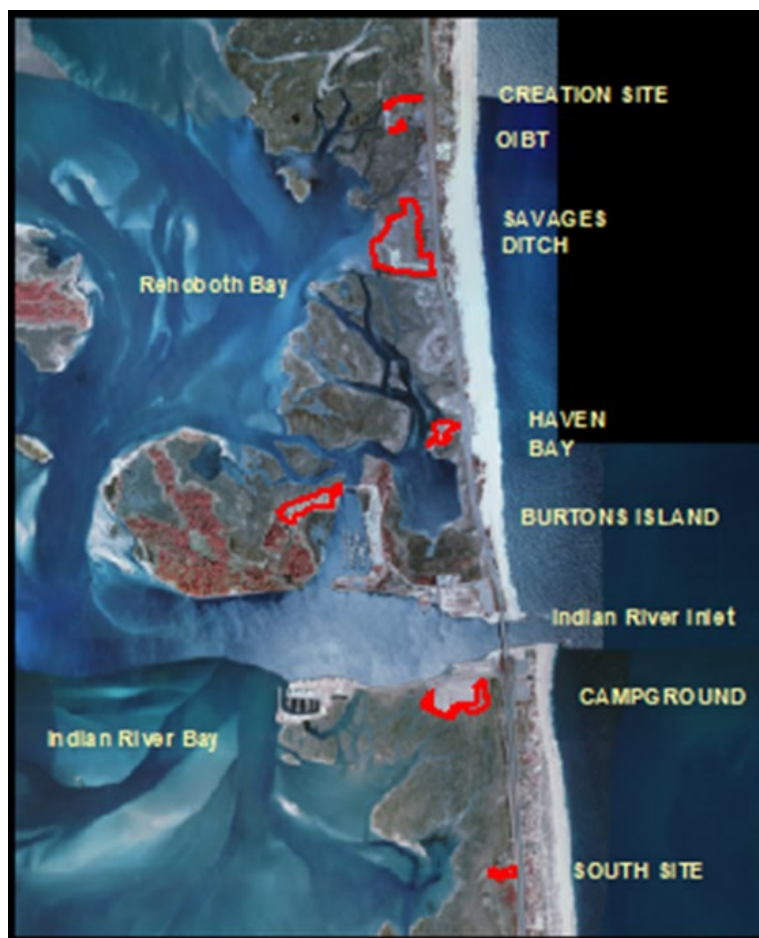 CREATION SITE
OIBT
SAVAGES
DITCH
Rehoboth Bay
HAVEN
BAY
BURTONS ISLAND
Indian River Inlet
CAMPGROUND
Indian River Bay
SOUTH SITE